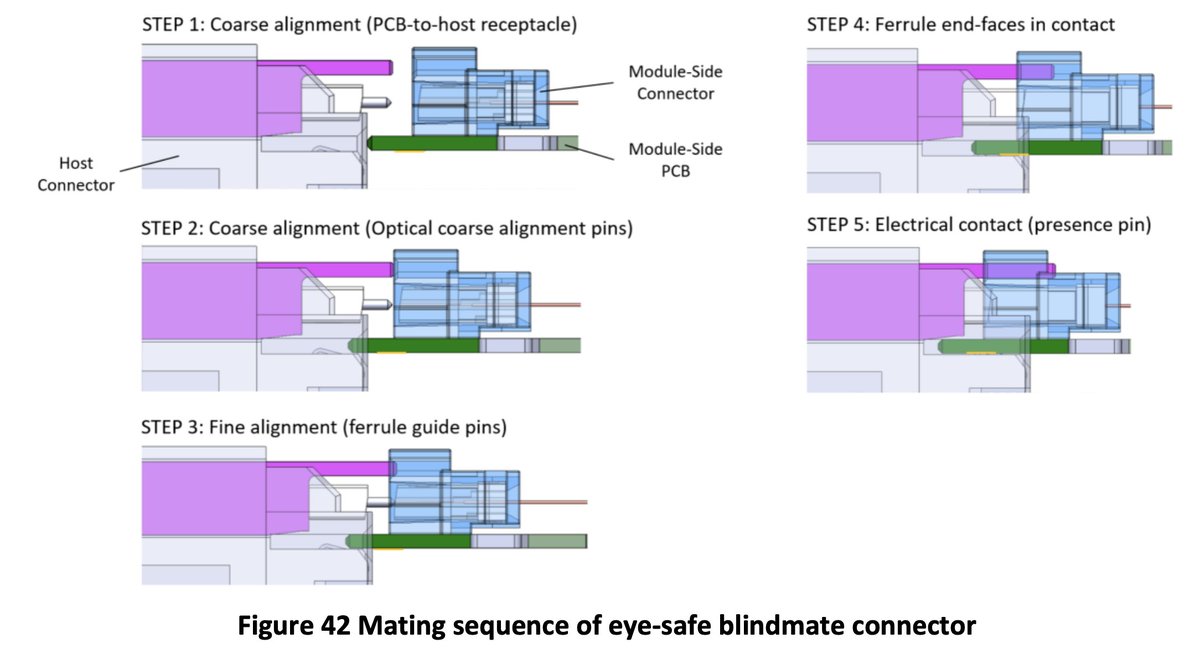 STEP 1: Coarse alignment (PCB-to-host receptacle)
Module-Side
Connector
Module-Side
PCB
Host
Connector
STEP 2: Coarse alignment (Optical coarse alignment pins)
STEP 3: Fine alignment (ferrule guide pins)
STEP 4: Ferrule end-faces in contact
STEP 5: Electrical contact (presence pin)
Figure 42 Mating sequence of eye-safe blindmate connector